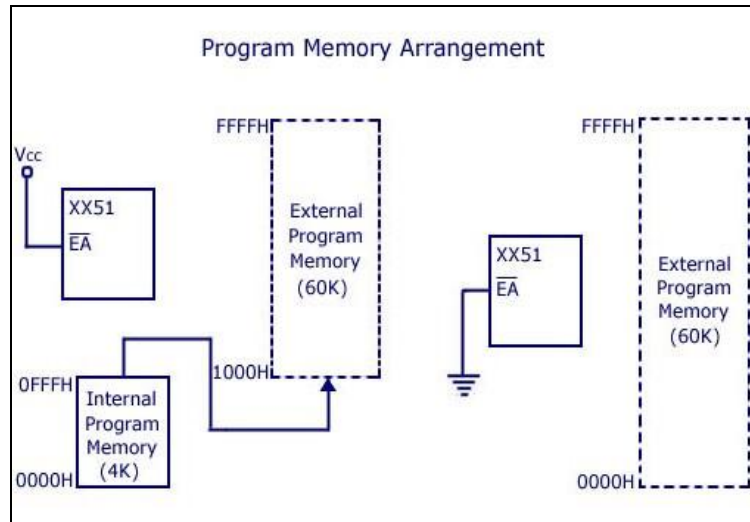 Program Memory Arrangement
Vcc
XX51
EA
0FFFH
Internal
Program
Memory
(4K)
0000H
FFFFH
External
Program
Memory
(60K)
1000H
XX51
EA
FFFFH
External
Program
Memory
(60K)
0000H